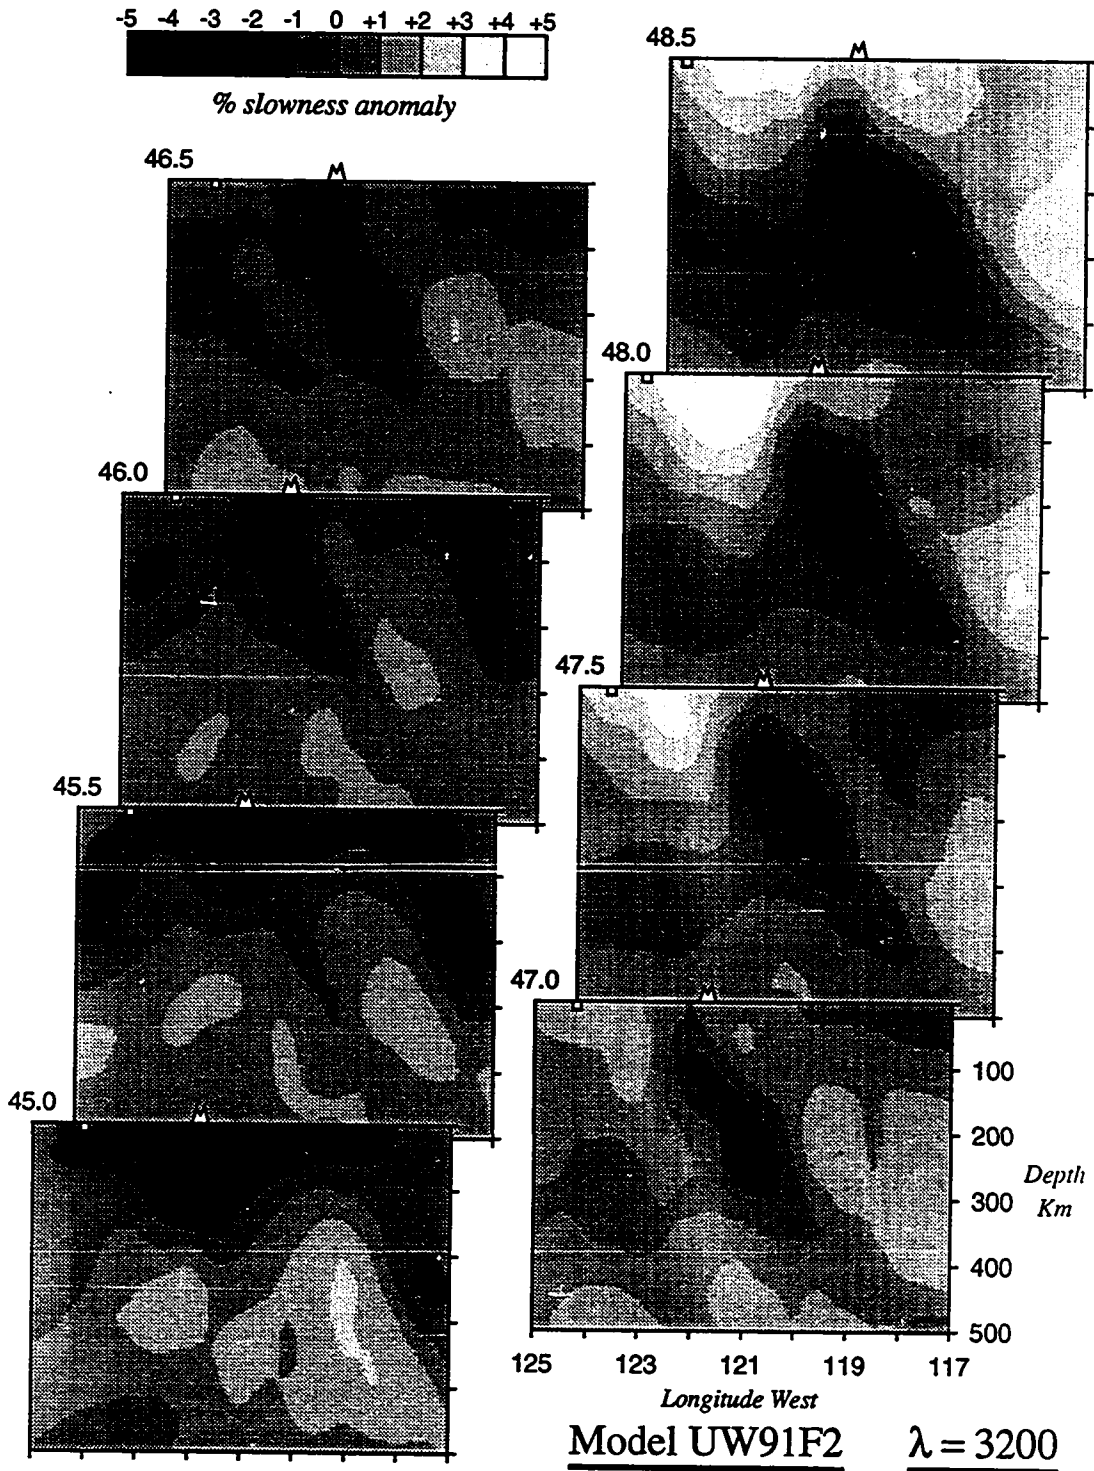 -5 -4 -3 -2 -1 0 +1 +2 +3 +4 +5
% slowness anomaly
48.5
46.5
48.0
46.0
47.5
45.5
47.0
45.0
100
200
300
400
500
Depth
Km
125 123 121 119 117
Longitude West
Model UW91F2 λ = 3200